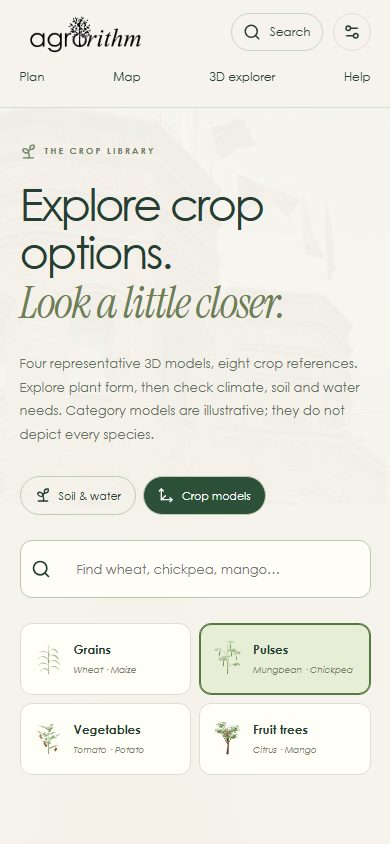 agrorithm
Search
Plan
Map
3D explorer
Help
THE CROP LIBRARY
Explore crop
options.
Look a little closer.
Four representative 3D models, eight crop references.
Explore plant form, then check climate, soil and water
needs. Category models are illustrative; they do not
depict every species.
Soil & water
Crop models
Find wheat, chickpea, mango…
Grains
Wheat · Maize
Pulses
Mungbean · Chickpea
Vegetables
Tomato · Potato
Fruit trees
Citrus · Mango